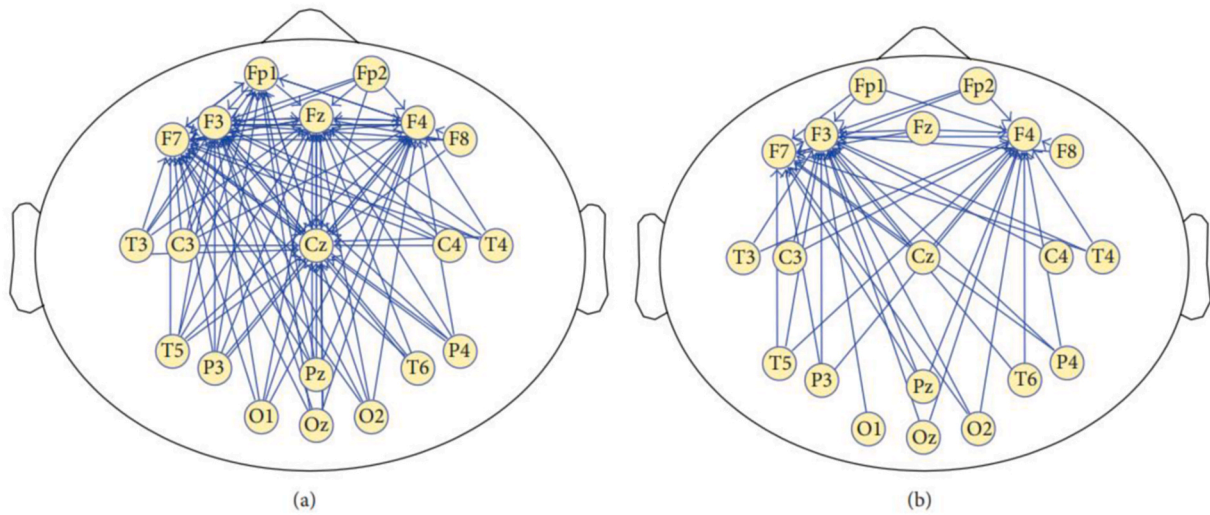 Fp1 Fp2
F7 F3 Fz F4 F8
T3 C3 Cz C4 T4
T5 P3 Pz T6 P4
O1 Oz O2
(a)
Fp1 Fp2
F7 F3 Fz F4 F8
T3 C3 Cz C4 T4
T5 P3 Pz T6 P4
O1 Oz O2
(b)